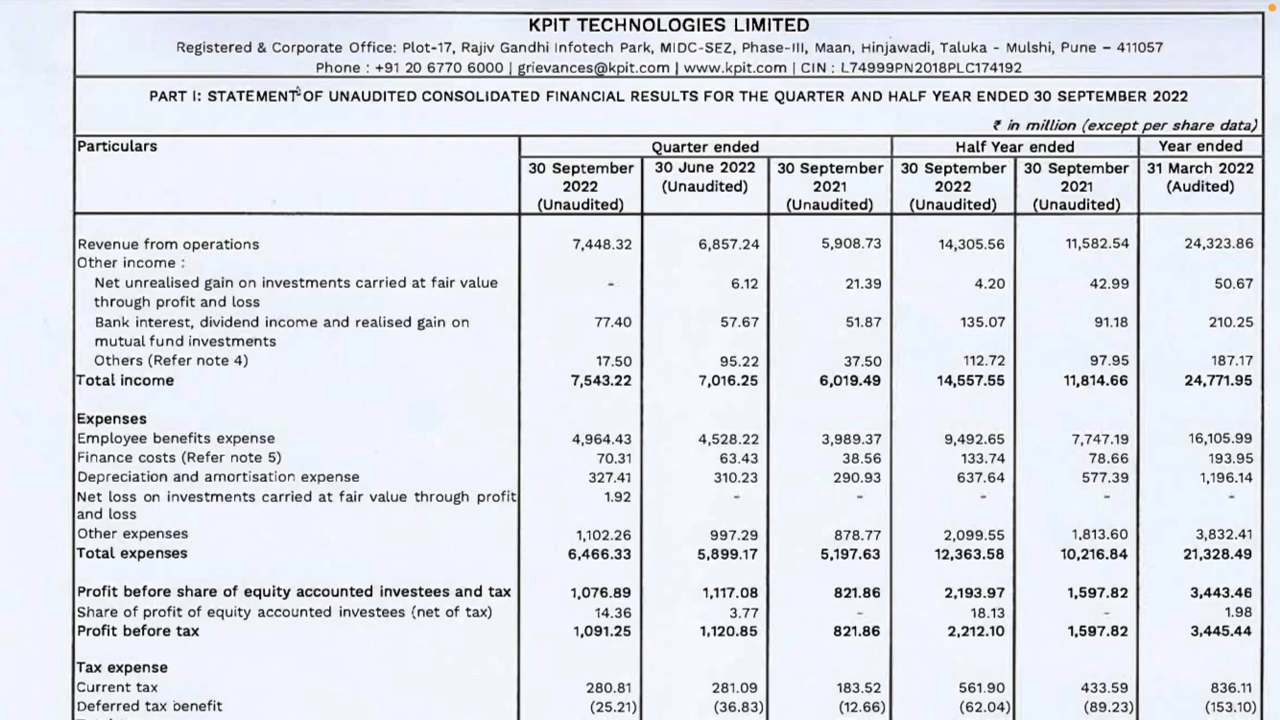 KPIT TECHNOLOGIES LIMITED
Registered & Corporate Office: Plot-17, Rajiv Gandhi Infotech Park, MIDC-SEZ, Phase-III, Maan, Hinjawadi, Taluka - Mulshi, Pune – 411057
Phone : +91 20 6770 6000 | grievances@kpit.com | www.kpit.com | CIN : L74999PN2018PLC174192
PART I: STATEMENT OF UNAUDITED CONSOLIDATED FINANCIAL RESULTS FOR THE QUARTER AND HALF YEAR ENDED 30 SEPTEMBER 2022
₹ in million (except per share data)
Particulars Quarter ended Half Year ended Year ended
30 September 30 June 2022 30 September 30 September 30 September 31 March 2022
2022 (Unaudited) 2021 2022 2021 (Audited)
(Unaudited) (Unaudited) (Unaudited) (Unaudited)
Revenue from operations 7,448.32 6,857.24 5,908.73 14,305.56 11,582.54 24,323.86
Other income :
Net unrealised gain on investments carried at fair value - 6.12 21.39 4.20 42.99 50.67
through profit and loss
Bank interest, dividend income and realised gain on 77.40 57.67 51.87 135.07 91.18 210.25
mutual fund investments
Others (Refer note 4) 17.50 95.22 37.50 112.72 97.95 187.17
Total income 7,543.22 7,016.25 6,019.49 14,557.55 11,814.66 24,771.95
Expenses
Employee benefits expense 4,964.43 4,528.22 3,989.37 9,492.65 7,747.19 16,105.99
Finance costs (Refer note 5) 70.31 63.43 38.56 133.74 78.66 193.95
Depreciation and amortisation expense 327.41 310.23 290.93 637.64 577.39 1,196.14
Net loss on investments carried at fair value through profit 1.92 - - - - -
and loss
Other expenses 1,102.26 997.29 878.77 2,099.55 1,813.60 3,832.41
Total expenses 6,466.33 5,899.17 5,197.63 12,363.58 10,216.84 21,328.49
Profit before share of equity accounted investees and tax 1,076.89 1,117.08 821.86 2,193.97 1,597.82 3,443.46
Share of profit of equity accounted investees (net of tax) 14.36 3.77 - 18.13 - 1.98
Profit before tax 1,091.25 1,120.85 821.86 2,212.10 1,597.82 3,445.44
Tax expense
Current tax 280.81 281.09 183.52 561.90 433.59 836.11
Deferred tax benefit (25.21) (36.83) (12.66) (62.04) (89.23) (153.10)